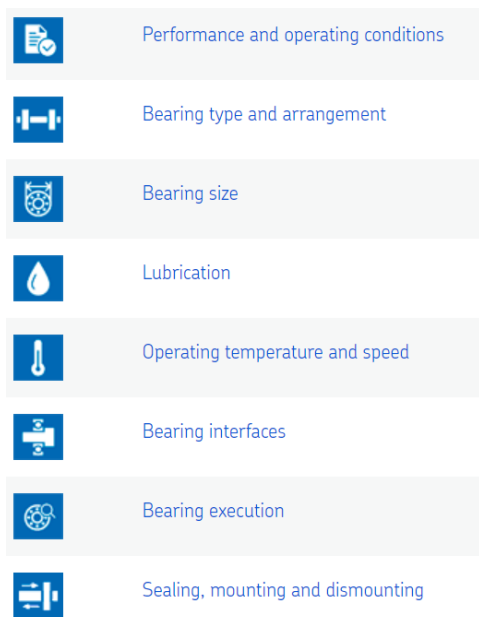 Performance and operating conditions
Bearing type and arrangement
Bearing size
Lubrication
Operating temperature and speed
Bearing interfaces
Bearing execution
Sealing, mounting and dismounting